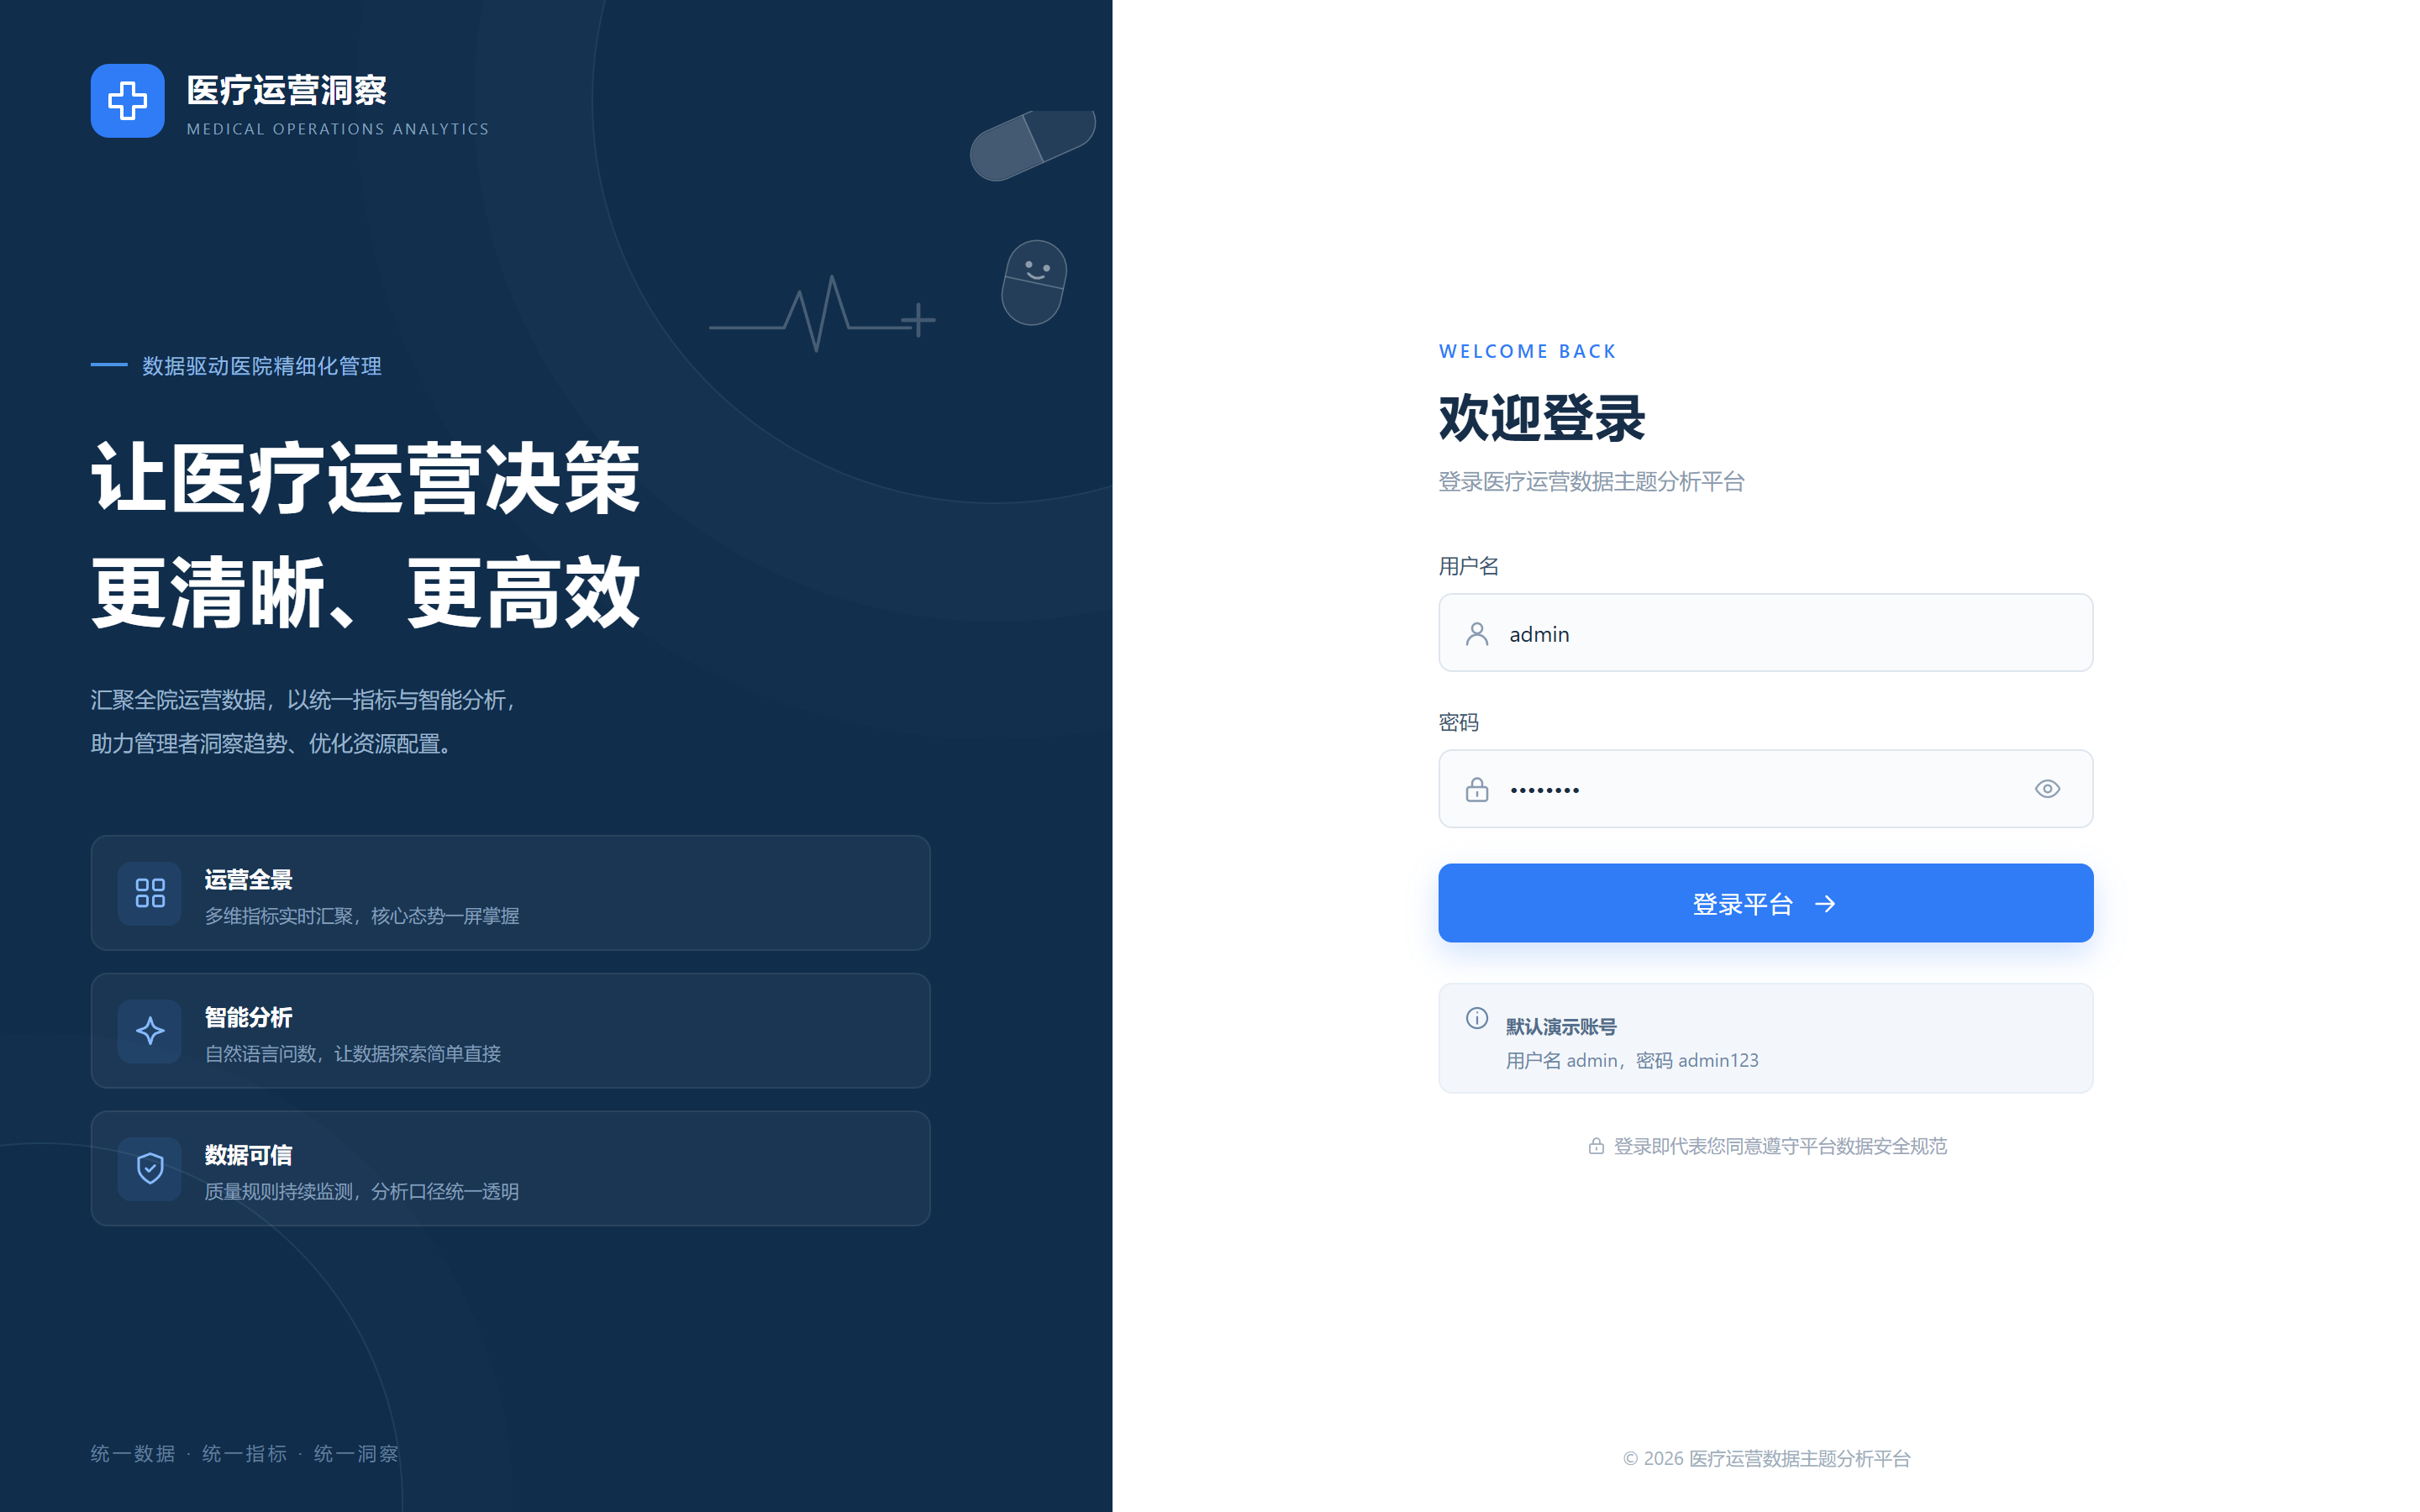 医疗运营洞察
MEDICAL OPERATIONS ANALYTICS
数据驱动医院精细化管理
让医疗运营决策
更清晰、更高效
汇聚全院运营数据，以统一指标与智能分析，
助力管理者洞察趋势、优化资源配置。
运营全景
多维指标实时汇聚，核心态势一屏掌握
智能分析
自然语言问数，让数据探索简单直接
数据可信
质量规则持续监测，分析口径统一透明
统一数据 · 统一指标 · 统一洞察
WELCOME BACK
欢迎登录
登录医疗运营数据主题分析平台
用户名
admin
密码
••••••••
登录平台 →
默认演示账号
用户名 admin，密码 admin123
登录即代表您同意遵守平台数据安全规范
© 2026 医疗运营数据主题分析平台